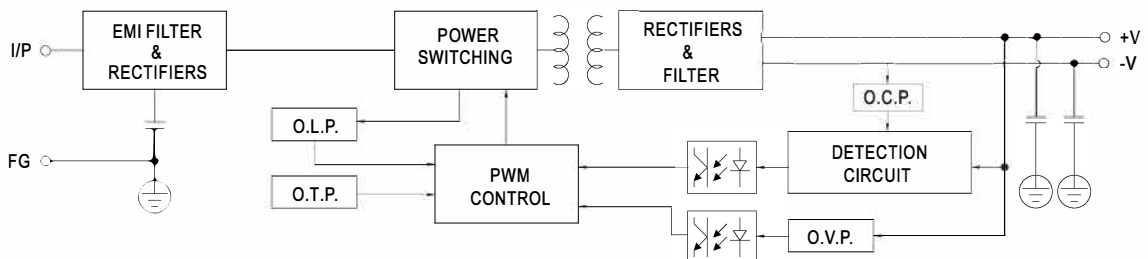 I/P
EMI FILTER
&
RECTIFIERS
POWER
SWITCHING
RECTIFIERS
&
FILTER
+V
-V
O.C.P.
O.L.P.
FG
PWM
CONTROL
DETECTION
CIRCUIT
O.T.P.
O.V.P.